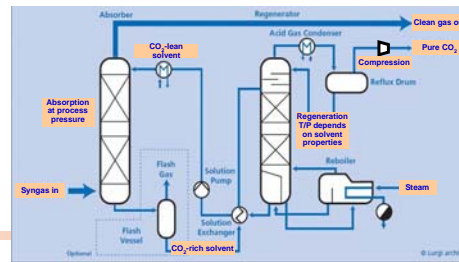 Absorber
Regenerator
Clean gas o
Acid Gas Condenser
CO2-lean
solvent
Pure CO2
Compression
Reflux Drum
Absorption
at process
pressure
Regeneration
T/P depends
on solvent
properties
Flash
Gas
Solution
Pump
Reboiler
Syngas in
Steam
Solution
Exchanger
Flash
Vessel
CO2-rich solvent
Optional
© Lurgi archi